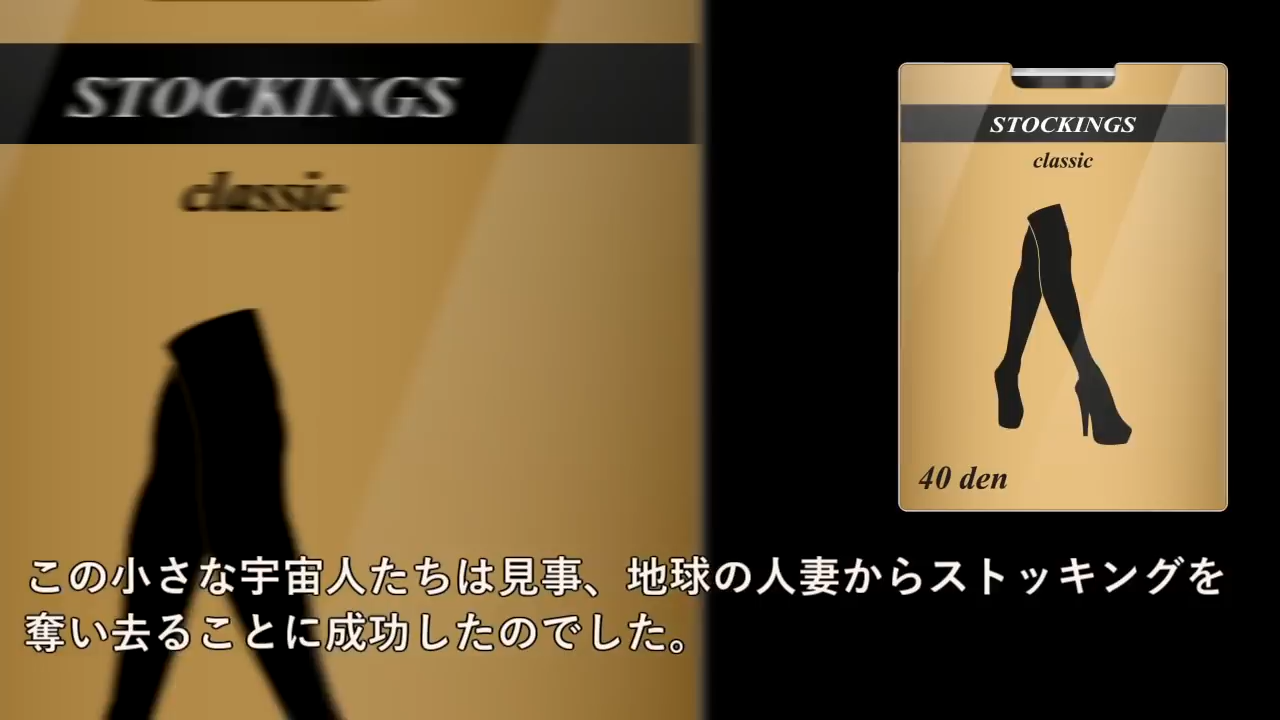 STOCKINGS
classic
STOCKINGS
classic
40 den
この小さな宇宙人たちは見事、地球の人妻からストッキングを
奪い去ることに成功したのでした。